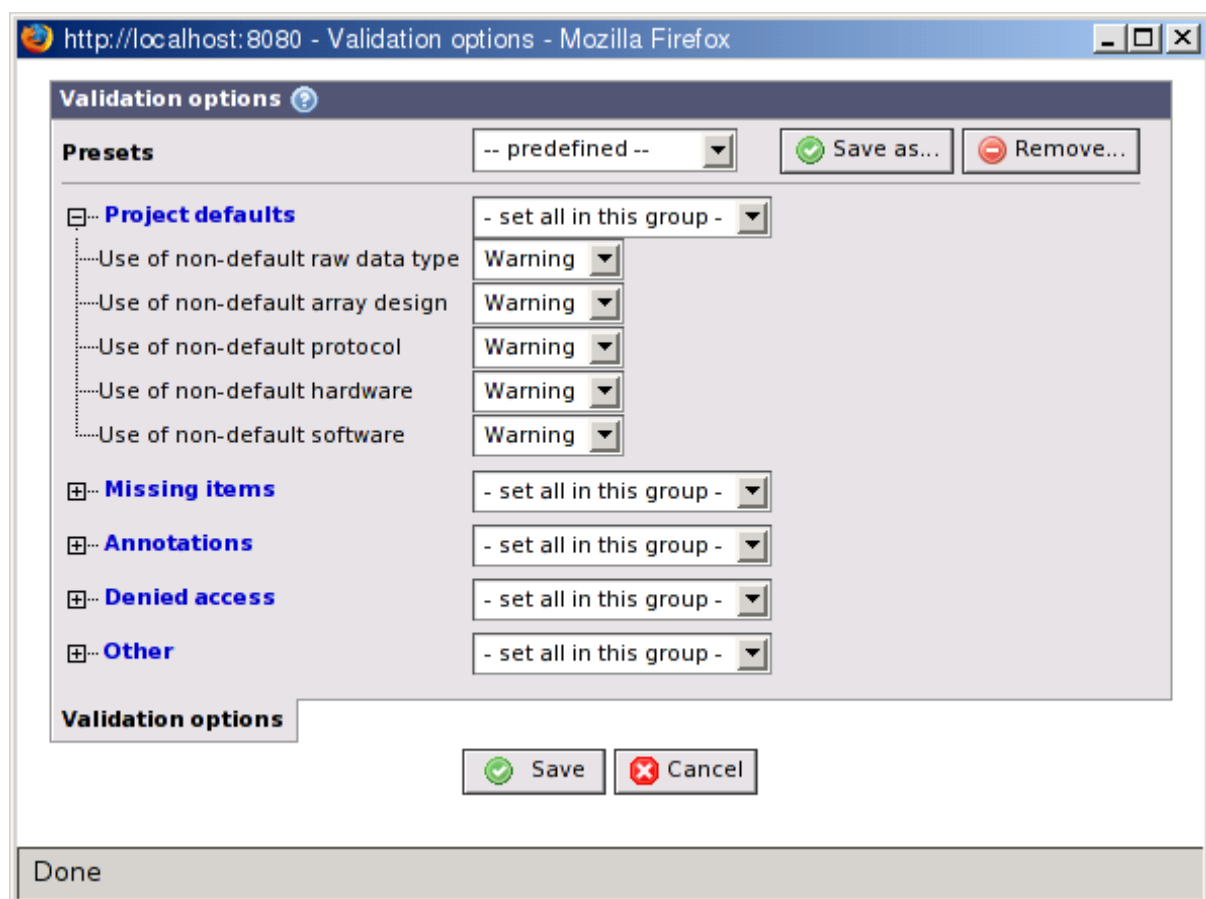 http://localhost:8080 - Validation options - Mozilla Firefox
Validation options ?
Presets -- predefined -- Save as... Remove...
Project defaults - set all in this group -
Use of non-default raw data type Warning
Use of non-default array design Warning
Use of non-default protocol Warning
Use of non-default hardware Warning
Use of non-default software Warning
Missing items - set all in this group -
Annotations - set all in this group -
Denied access - set all in this group -
Other - set all in this group -
Validation options
Save Cancel
Done